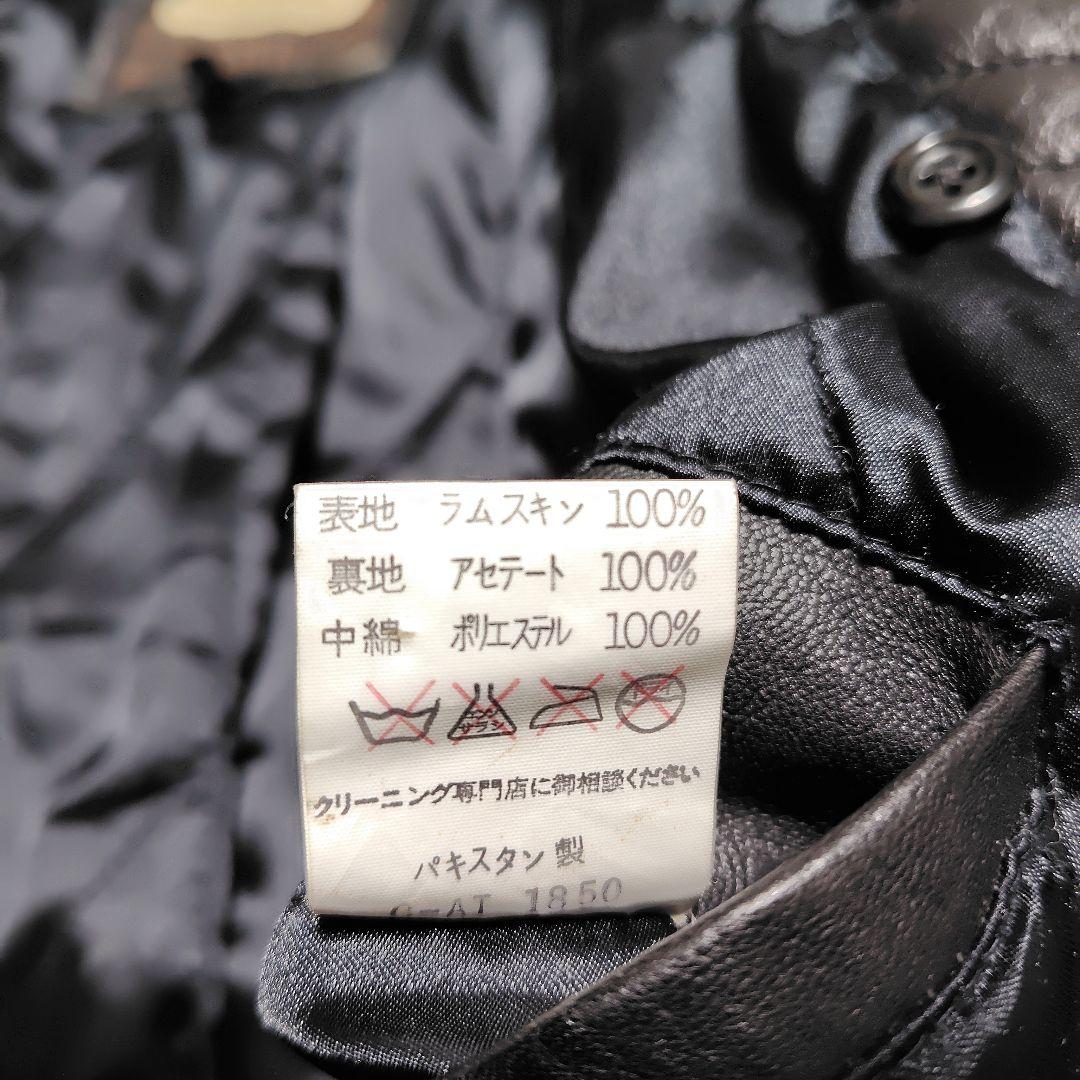 表地 ラムスキン 100%
裏地 アセテート 100%
中綿 ポリエステル 100%
クリーニング専門店に御相談ください
パキスタン製
1850